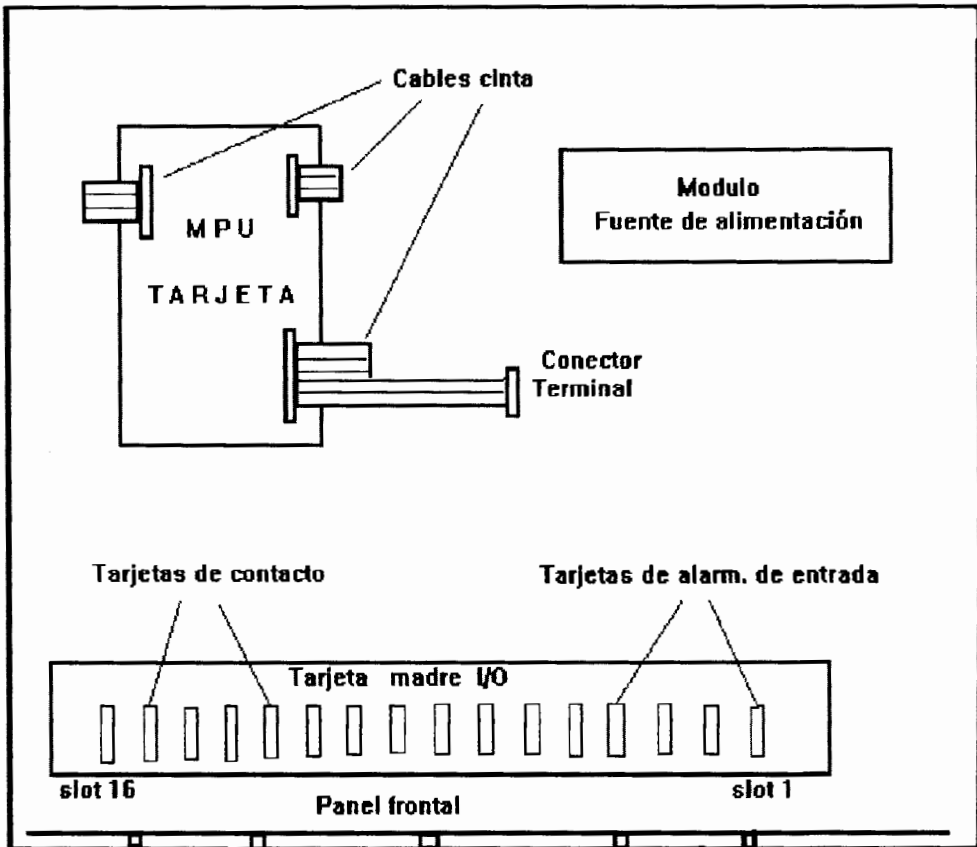 Cables cinta
Modulo
Fuente de alimentación
MPU
TARJETA
Conector
Terminal
Tarjetas de contacto
Tarjetas de alarm. de entrada
Tarjeta madre I/O
slot 16
slot 1
Panel frontal